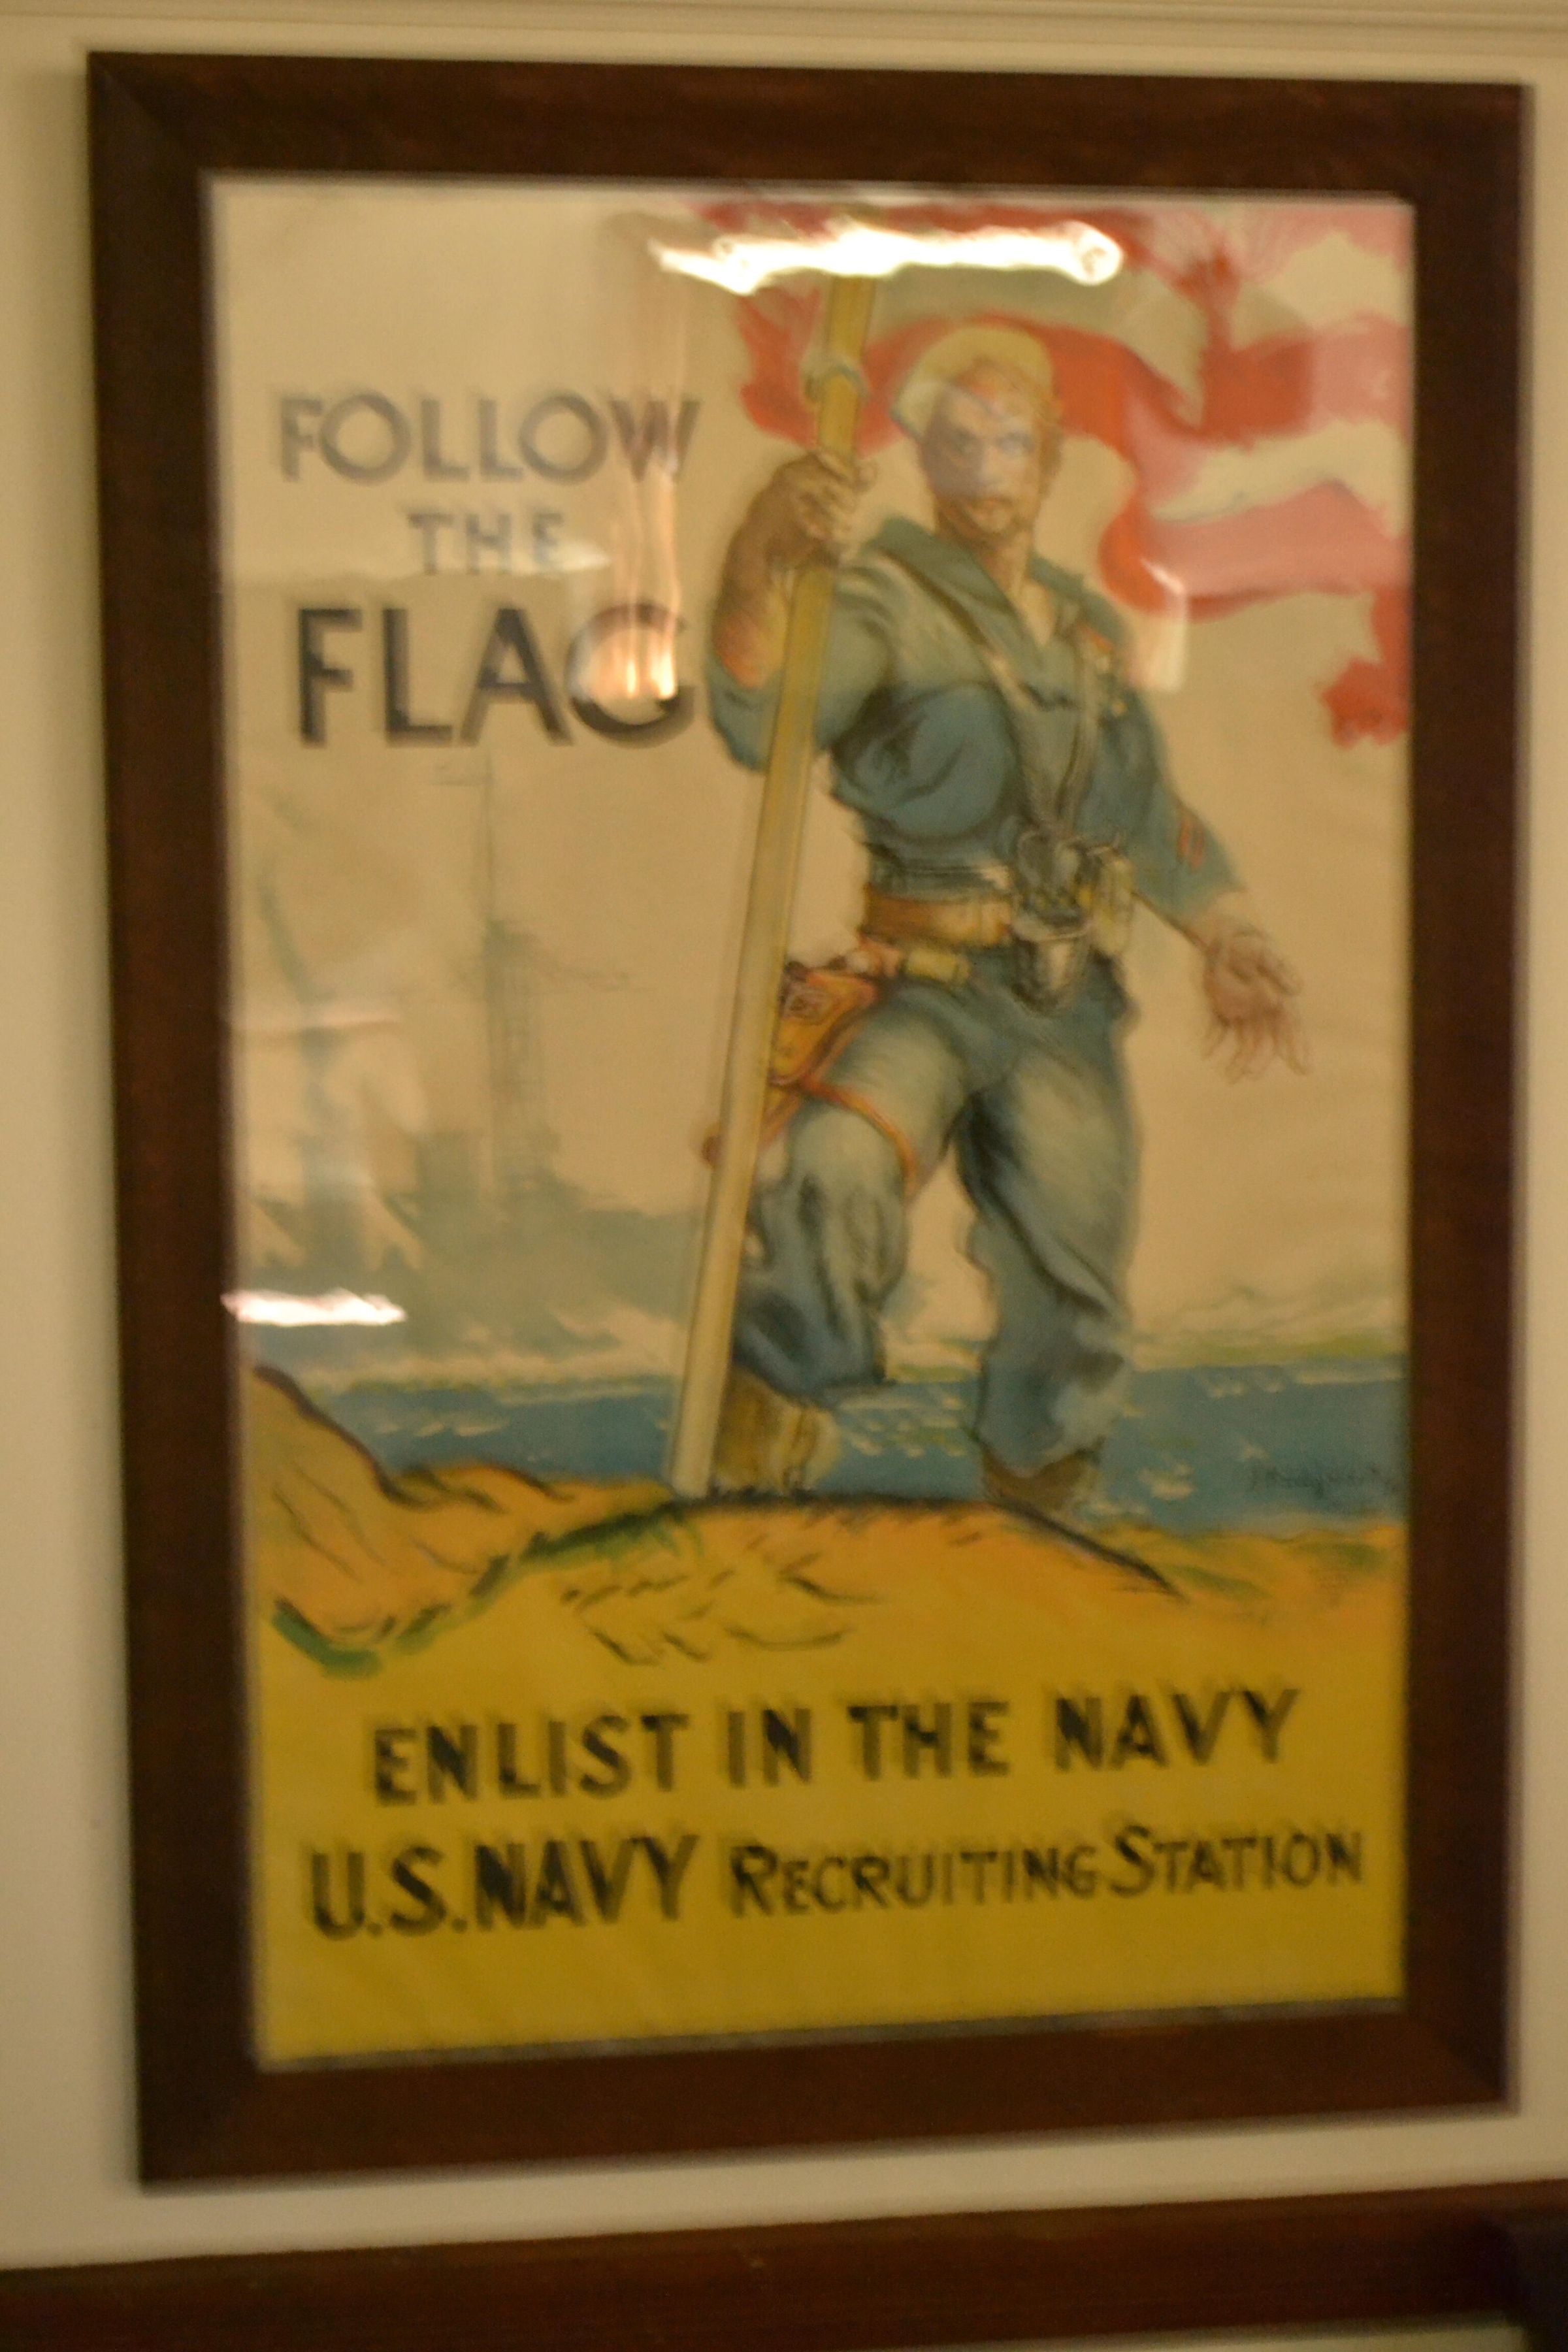 FOLLOW
THE
FLAG
ENLIST IN THE NAVY
U.S. NAVY RECRUITING STATION